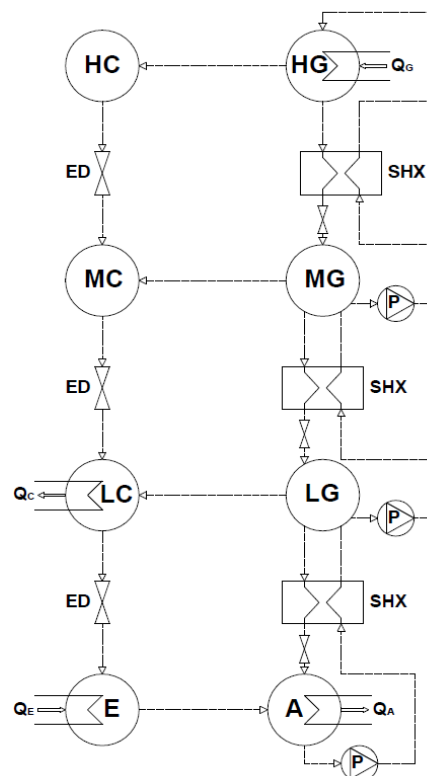 HC HG QG
ED SHX
MC MG P
ED SHX
QC LC LG P
ED SHX
QE E A QA
P